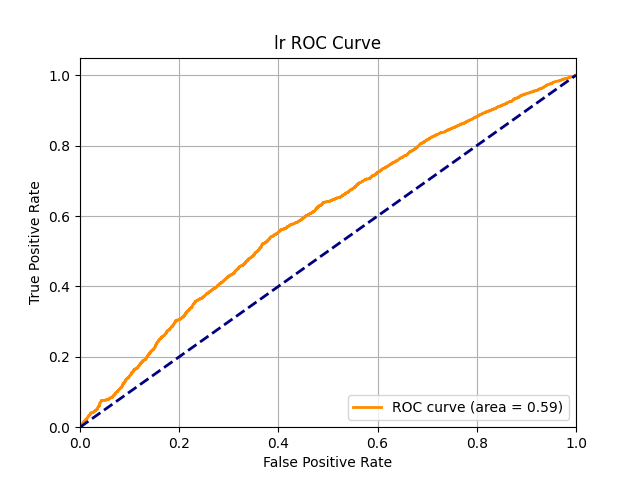 lr ROC Curve
True Positive Rate
1.0
0.8
0.6
0.4
0.2
0.0
ROC curve (area = 0.59)
0.0 0.2 0.4 0.6 0.8 1.0
False Positive Rate